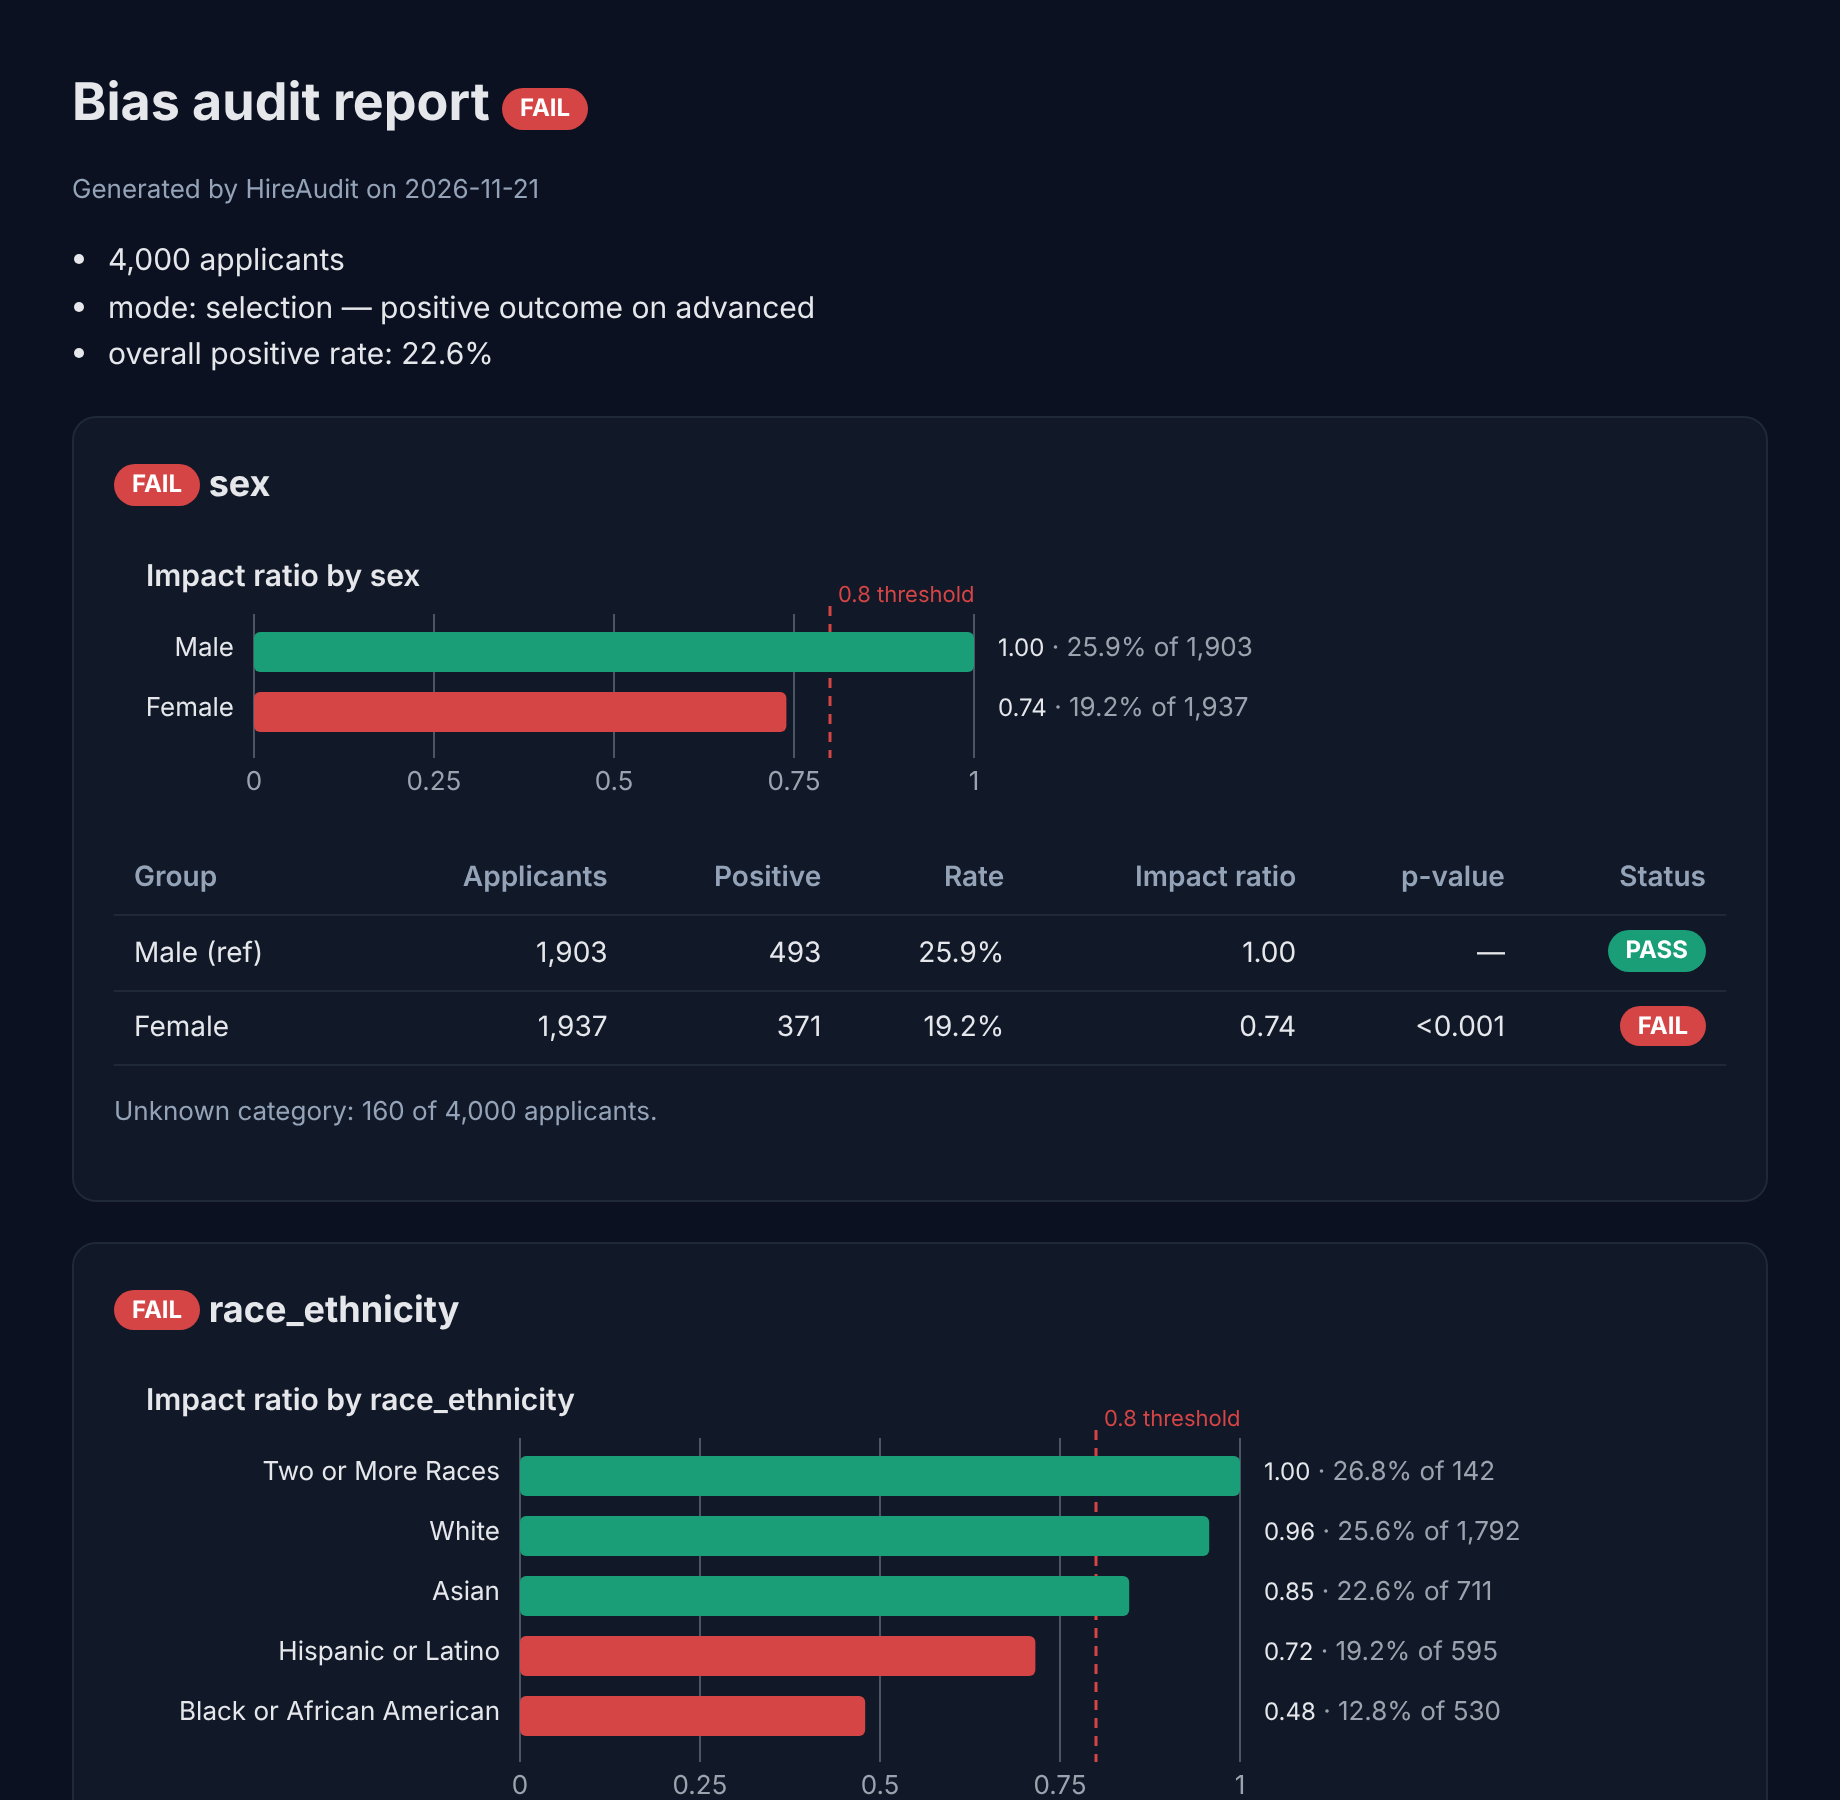 Bias audit report FAIL
Generated by HireAudit on 2026-11-21
• 4,000 applicants
• mode: selection — positive outcome on advanced
• overall positive rate: 22.6%
FAIL sex
Impact ratio by sex
0.8 threshold
Male 1.00 · 25.9% of 1,903
Female 0.74 · 19.2% of 1,937
0 0.25 0.5 0.75 1
Group Applicants Positive Rate Impact ratio p-value Status
Male (ref) 1,903 493 25.9% 1.00 — PASS
Female 1,937 371 19.2% 0.74 <0.001 FAIL
Unknown category: 160 of 4,000 applicants.
FAIL race_ethnicity
Impact ratio by race_ethnicity
0.8 threshold
Two or More Races 1.00 · 26.8% of 142
White 0.96 · 25.6% of 1,792
Asian 0.85 · 22.6% of 711
Hispanic or Latino 0.72 · 19.2% of 595
Black or African American 0.48 · 12.8% of 530
0 0.25 0.5 0.75 1